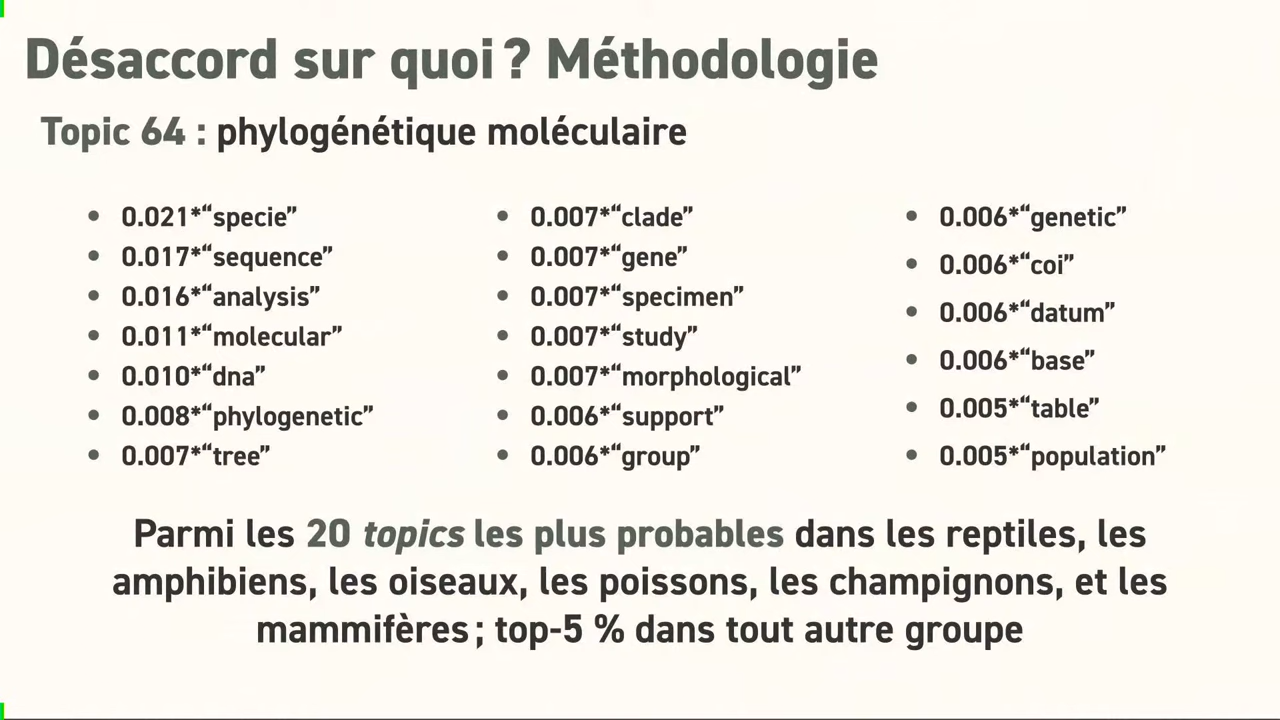 Désaccord sur quoi ? Méthodologie
Topic 64 : phylogénétique moléculaire
• 0.021*“specie”
• 0.017*“sequence”
• 0.016*“analysis”
• 0.011*“molecular”
• 0.010*“dna”
• 0.008*“phylogenetic”
• 0.007*“tree”
• 0.007*“clade”
• 0.007*“gene”
• 0.007*“specimen”
• 0.007*“study”
• 0.007*“morphological”
• 0.006*“support”
• 0.006*“group”
• 0.006*“genetic”
• 0.006*“coi”
• 0.006*“datum”
• 0.006*“base”
• 0.005*“table”
• 0.005*“population”
Parmi les 20 topics les plus probables dans les reptiles, les
amphibiens, les oiseaux, les poissons, les champignons, et les
mammifères ; top-5 % dans tout autre groupe